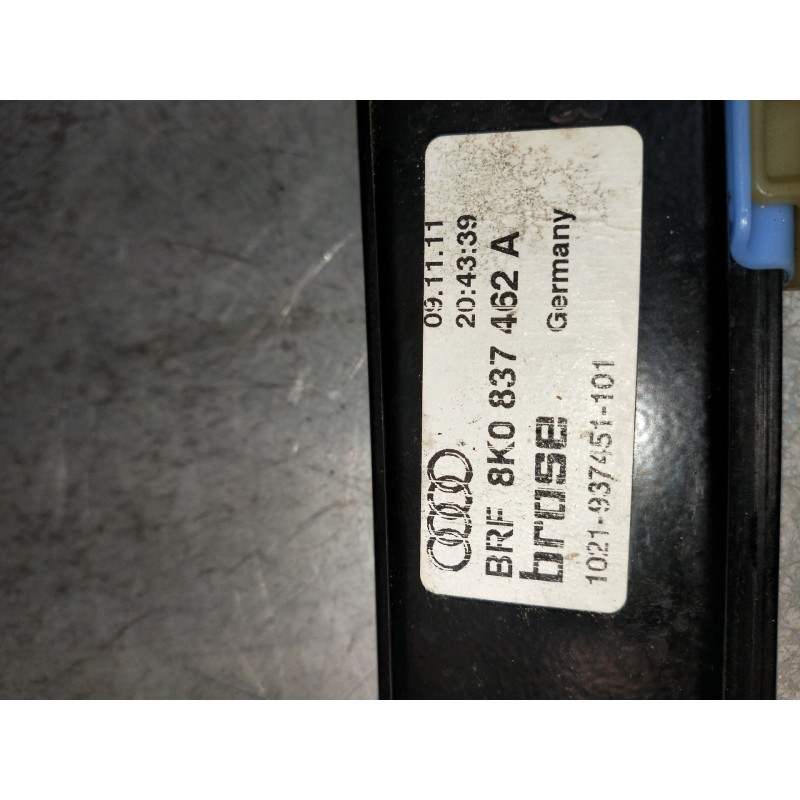 09.11.11
20:43:39
BRF 8K0 837 462 A
brose Germany
1021-937451-101